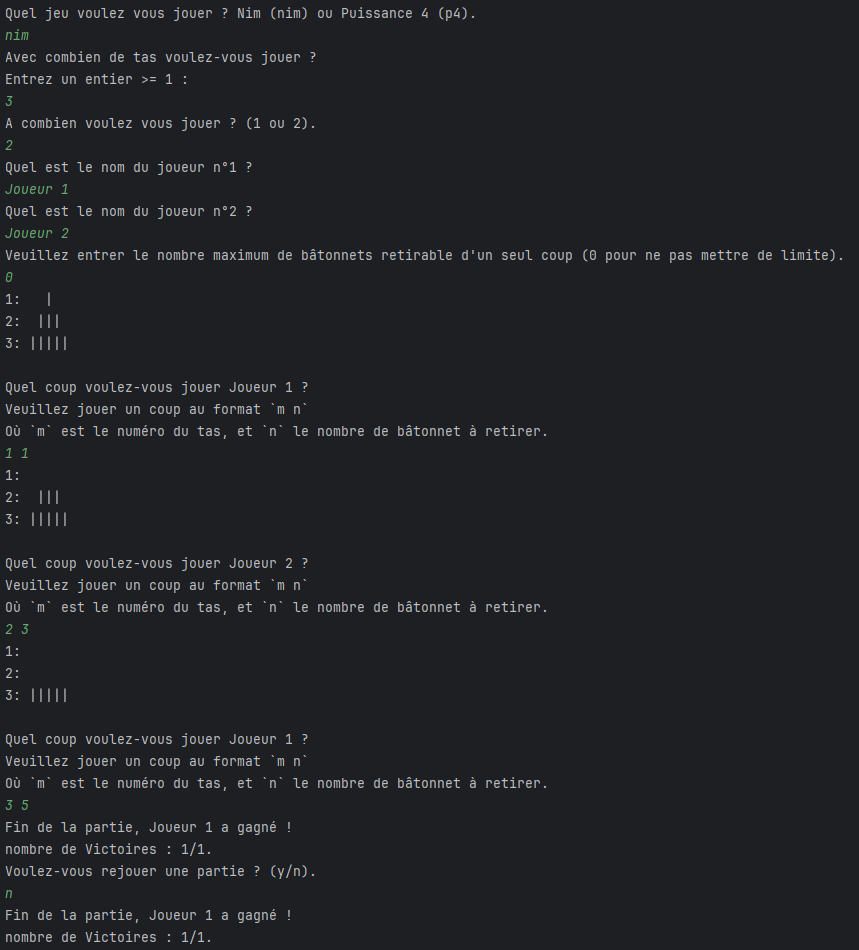 Quel jeu voulez vous jouer ? Nim (nim) ou Puissance 4 (p4).
nim
Avec combien de tas voulez-vous jouer ?
Entrez un entier >= 1 :
3
A combien voulez vous jouer ? (1 ou 2).
2
Quel est le nom du joueur n°1 ?
Joueur 1
Quel est le nom du joueur n°2 ?
Joueur 2
Veuillez entrer le nombre maximum de bâtonnets retirable d'un seul coup (0 pour ne pas mettre de limite).
0
1:   |
2:  |||
3: |||||
Quel coup voulez-vous jouer Joueur 1 ?
Veuillez jouer un coup au format `m n`
Où `m` est le numéro du tas, et `n` le nombre de bâtonnet à retirer.
1 1
1:
2:  |||
3: |||||
Quel coup voulez-vous jouer Joueur 2 ?
Veuillez jouer un coup au format `m n`
Où `m` est le numéro du tas, et `n` le nombre de bâtonnet à retirer.
2 3
1:
2:
3: |||||
Quel coup voulez-vous jouer Joueur 1 ?
Veuillez jouer un coup au format `m n`
Où `m` est le numéro du tas, et `n` le nombre de bâtonnet à retirer.
3 5
Fin de la partie, Joueur 1 a gagné !
nombre de Victoires : 1/1.
Voulez-vous rejouer une partie ? (y/n).
n
Fin de la partie, Joueur 1 a gagné !
nombre de Victoires : 1/1.